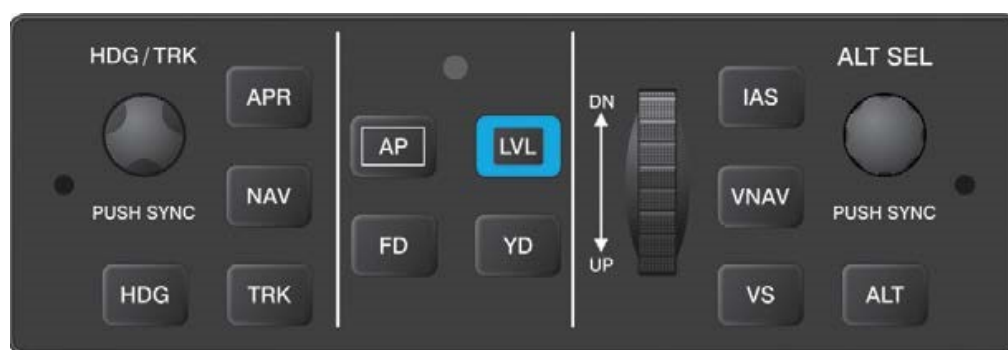 HDG/TRK
APR
NAV
PUSH SYNC
HDG
TRK
AP
LVL
FD
YD
DN
UP
IAS
VNAV
VS
ALT SEL
PUSH SYNC
ALT